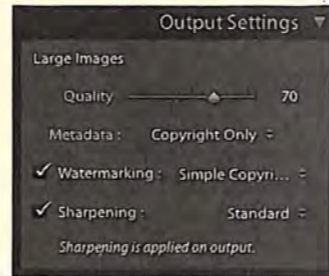 Output Settings
Large Images
Quality 70
Metadata: Copyright Only
Watermarking: Simple Copyri...
Sharpening: Standard
Sharpening is applied on output.